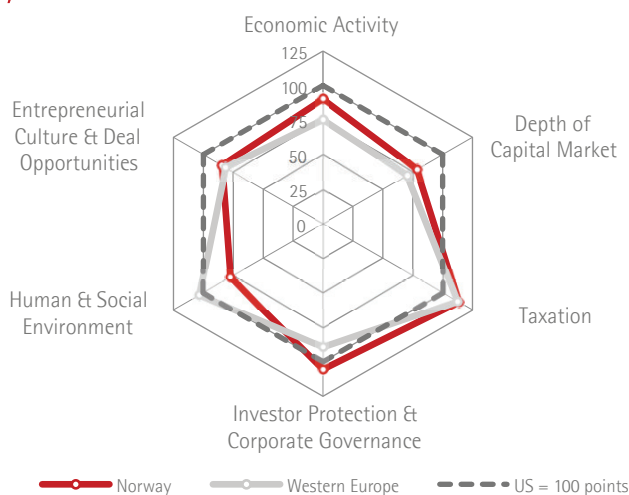 Economic Activity
125
100
75
50
25
0
Entrepreneurial
Culture & Deal
Opportunities
Depth of
Capital Market
Human & Social
Environment
Taxation
Investor Protection &
Corporate Governance
Norway
Western Europe
US = 100 points